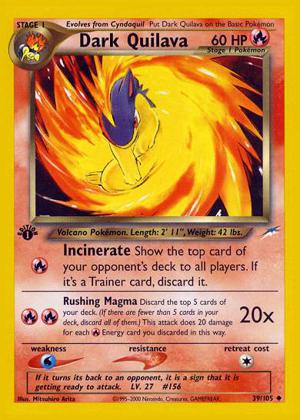 STAGE 1 Evolves from Cyndaquil Put Dark Quilava on the Basic Pokémon
Dark Quilava 60 HP
Stage 1 Pokémon
Volcano Pokémon. Length: 2' 11", Weight: 42 lbs.
EDITION
1
Incinerate Show the top card of
your opponent's deck to all players. If
it's a Trainer card, discard it.
Rushing Magma Discard the top 5 cards of
your deck. (If there are fewer than 5 cards in your
deck, discard all of them.) This attack does 20 damage
for each Energy card you discarded in this way.
20x
weakness resistance retreat cost
If it turns its back to an opponent, it is a sign that it is
getting ready to attack. LV. 27 #156
Illus. Mitsuhiro Arita ©1995-2000 Nintendo, Creatures, GAMEFREAK. 39/105